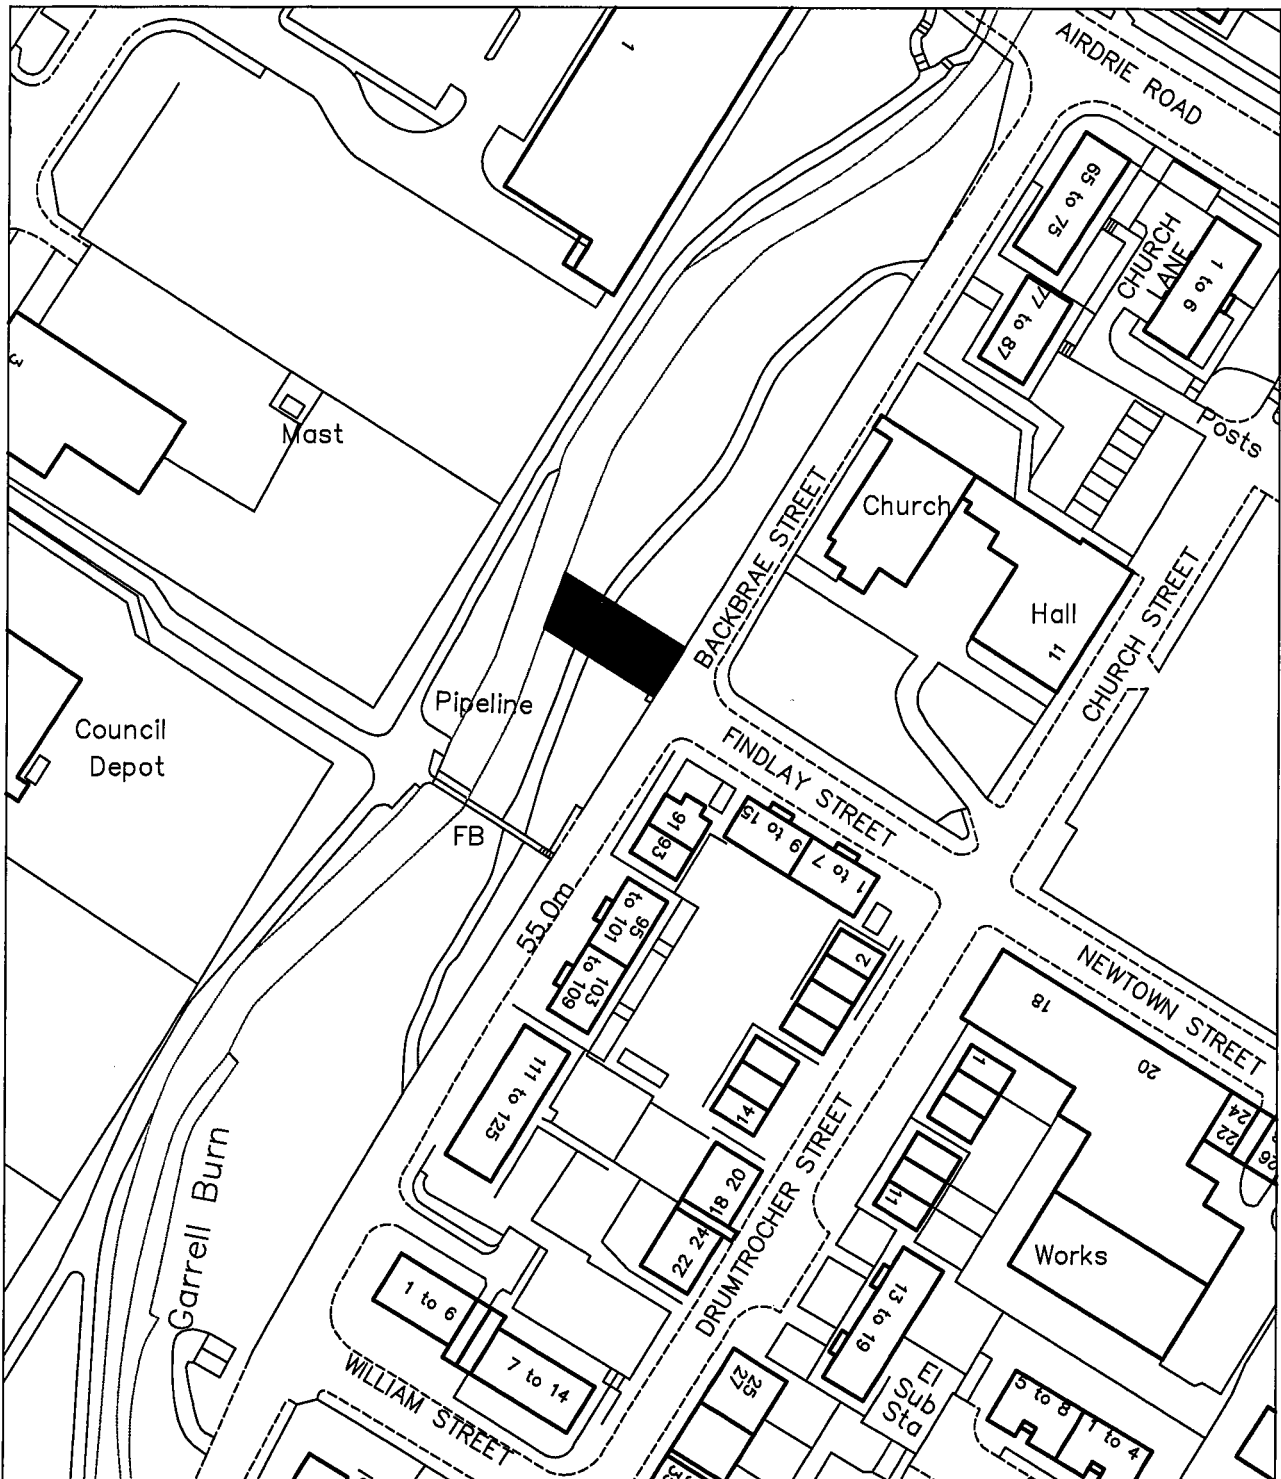 1
AIRDRIE ROAD
65 to 75
CHURCH
LANE
1 to 6
77 to 87
3
Mast
Posts
Church
BACKBRAE STREET
Hall
11
CHURCH STREET
Pipeline
Council
Depot
FINDLAY STREET
FB
91
93
9 to 15
1 to 7
55.0m
95
to 101
103
to 109
2
NEWTOWN STREET
18
20
111 to 125
14
1
24
22
26
Garrell Burn
DRUMTROCHER STREET
18 20
22 24
11
Works
1 to 6
13 to 19
7 to 14
WILLIAM STREET
25
27
El
Sub
Sta
5 to 8
1 to 4